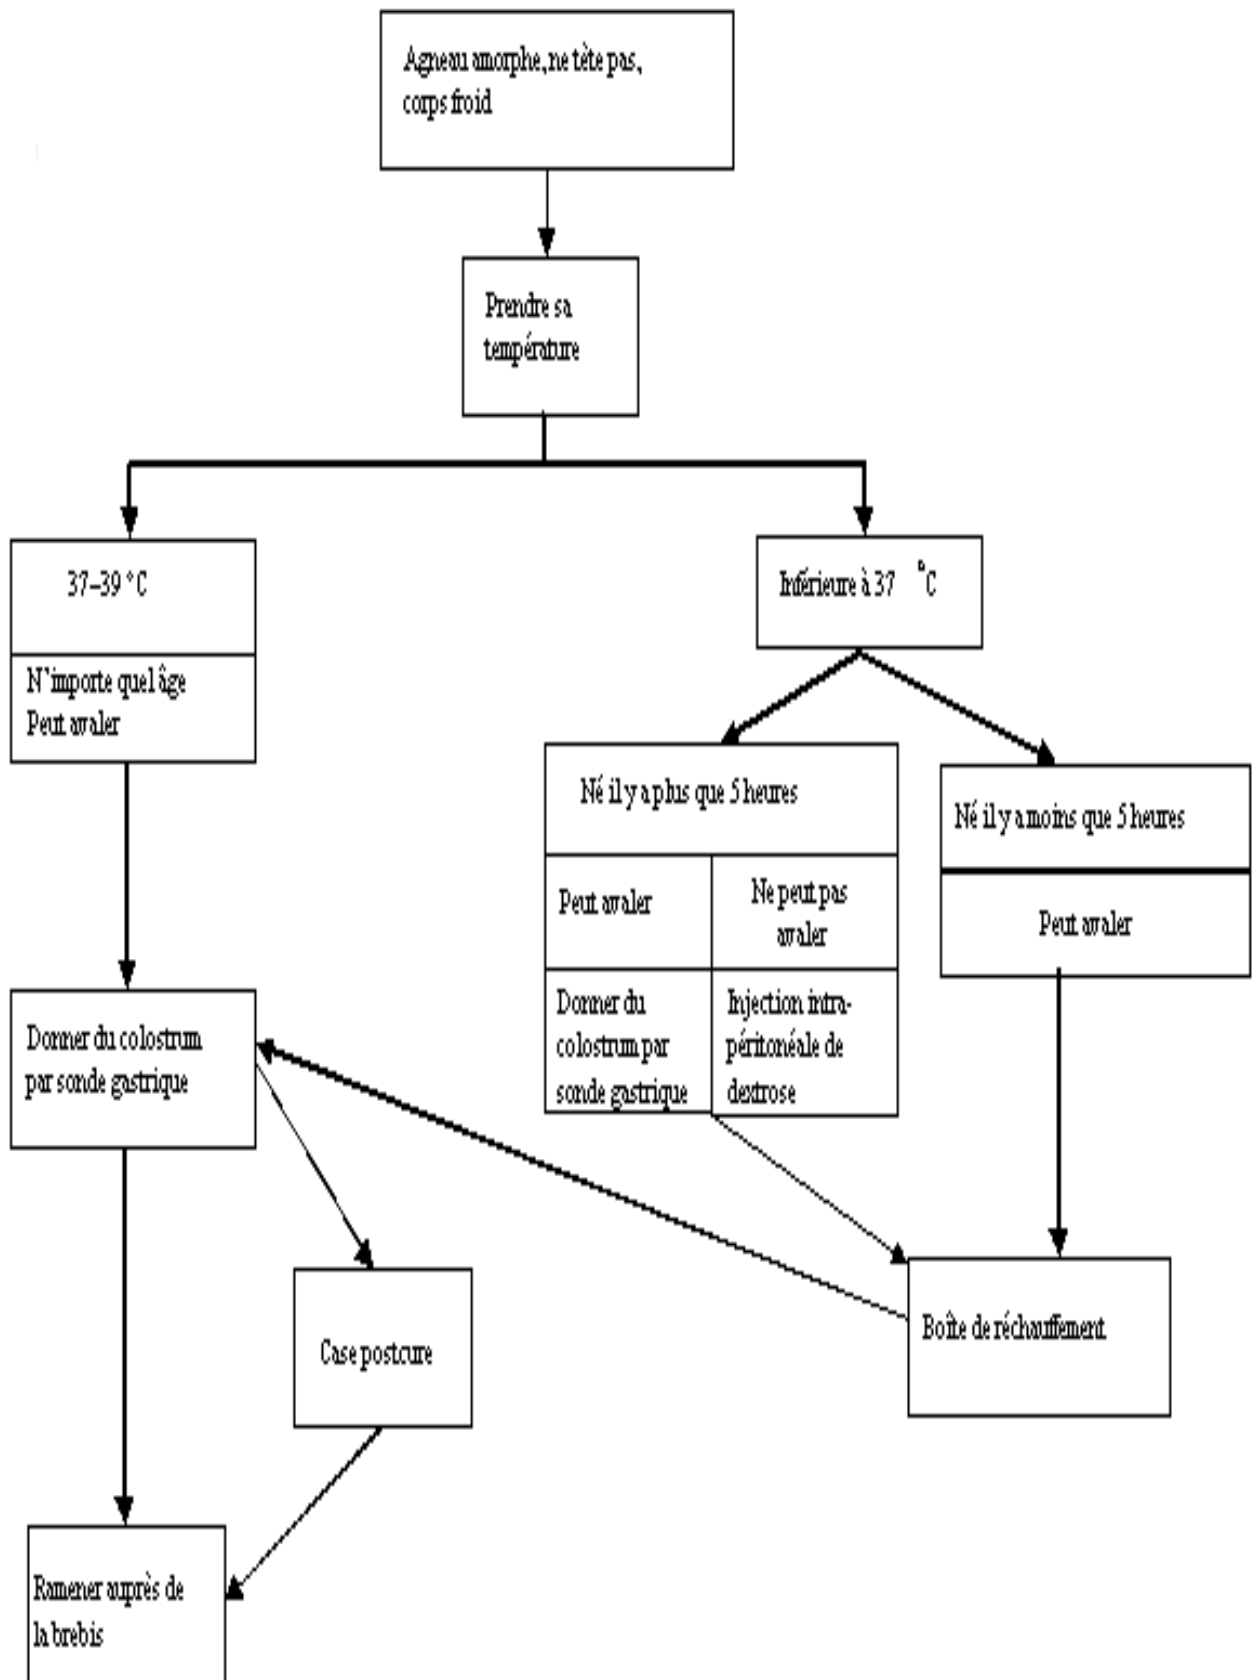 Agneau amorphe, ne tète pas,
corps froid
Prendre sa
température
37–39 °C
N'importe quel âge
Peut avaler
Inférieure à 37 °C
Né il y a plus que 5 heures
Peut avaler
Ne peut pas
avaler
Donner du
colostrum par
sonde gastrique
Injection intra-
péritonéale de
dextrose
Né il y a moins que 5 heures
Peut avaler
Donner du colostrum
par sonde gastrique
Case postcure
Boîte de réchauffement
Ramener auprès de
la brebis